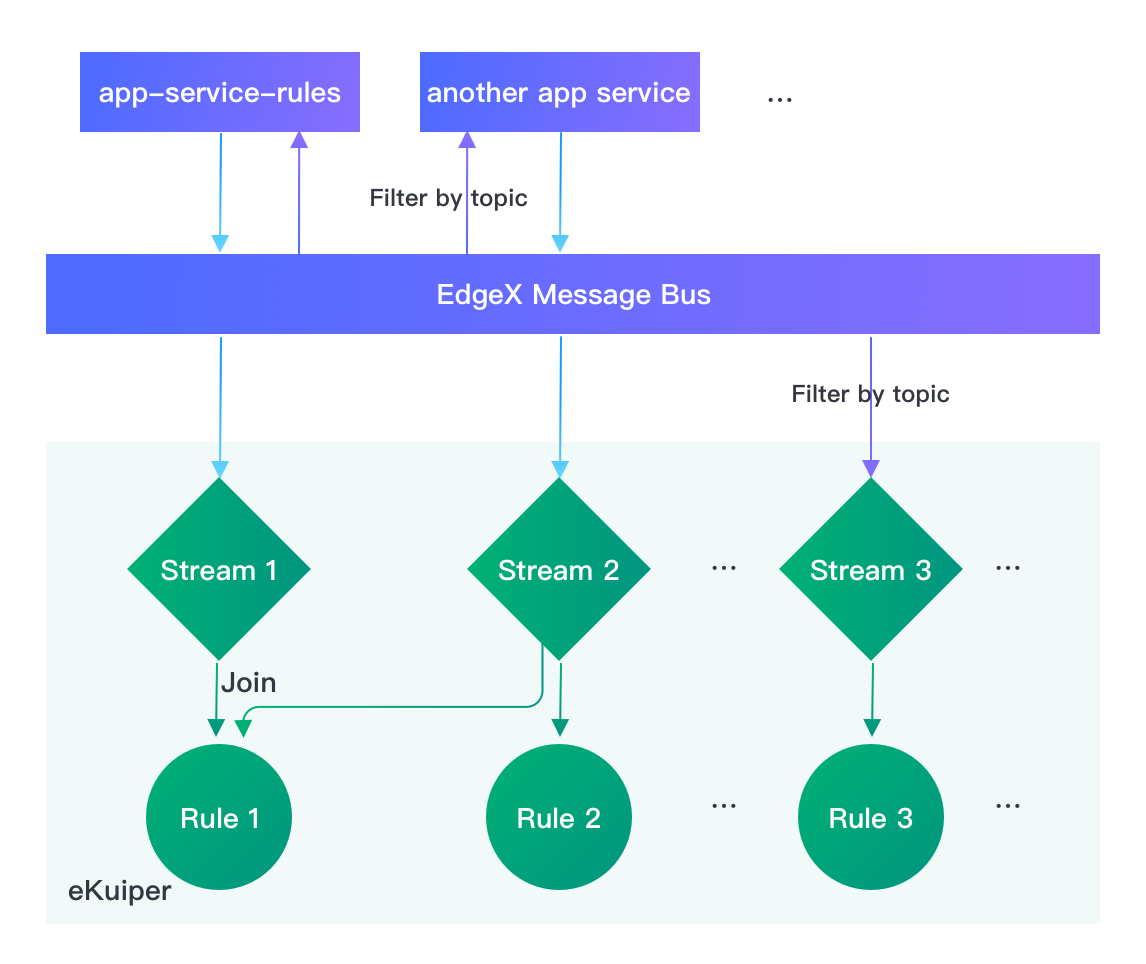 app-service-rules
another app service
...
Filter by topic
EdgeX Message Bus
Filter by topic
Stream 1
Stream 2
...
Stream 3
...
Join
Rule 1
Rule 2
...
Rule 3
...
eKuiper